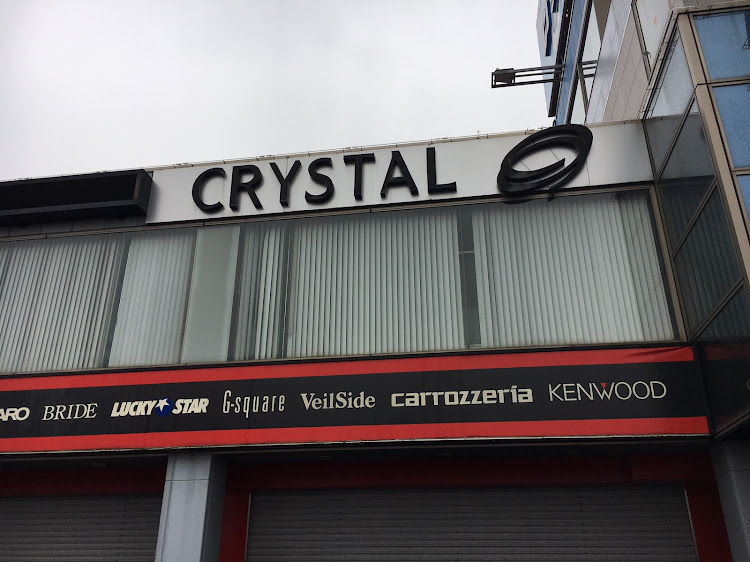 CRYSTAL
BRIDE LUCKY STAR G-square VeilSide carrozzeria KENWOOD